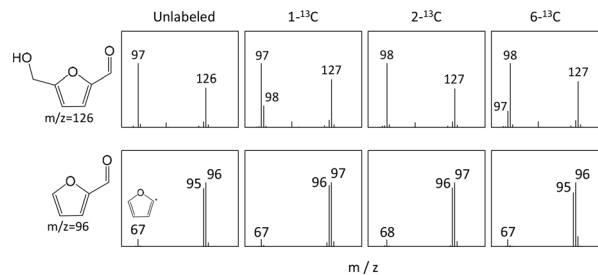 Unlabeled 1-¹³C 2-¹³C 6-¹³C
HO O O
m/z=126
97 126
97 98 127
98 127
98 97 127
O O
m/z=96
O
67 95 96
67 96 97
68 96 97
67 95 96
m / z